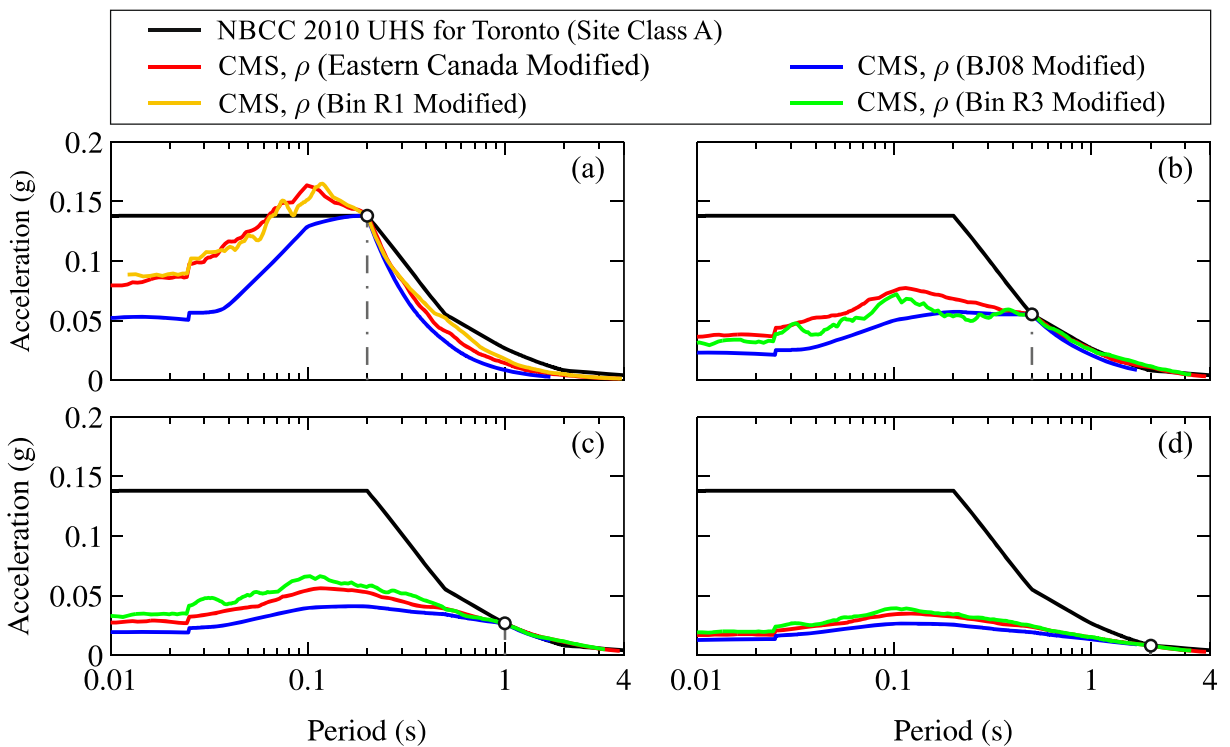 NBCC 2010 UHS for Toronto (Site Class A)
CMS, ρ (Eastern Canada Modified)
CMS, ρ (BJ08 Modified)
CMS, ρ (Bin R1 Modified)
CMS, ρ (Bin R3 Modified)
0.2
(a)
(b)
0.15
0.1
0.05
0
Acceleration (g)
0.2
(c)
(d)
0.15
0.1
0.05
0
Acceleration (g)
0.01
0.1
1
4
0.01
0.1
1
4
Period (s)
Period (s)